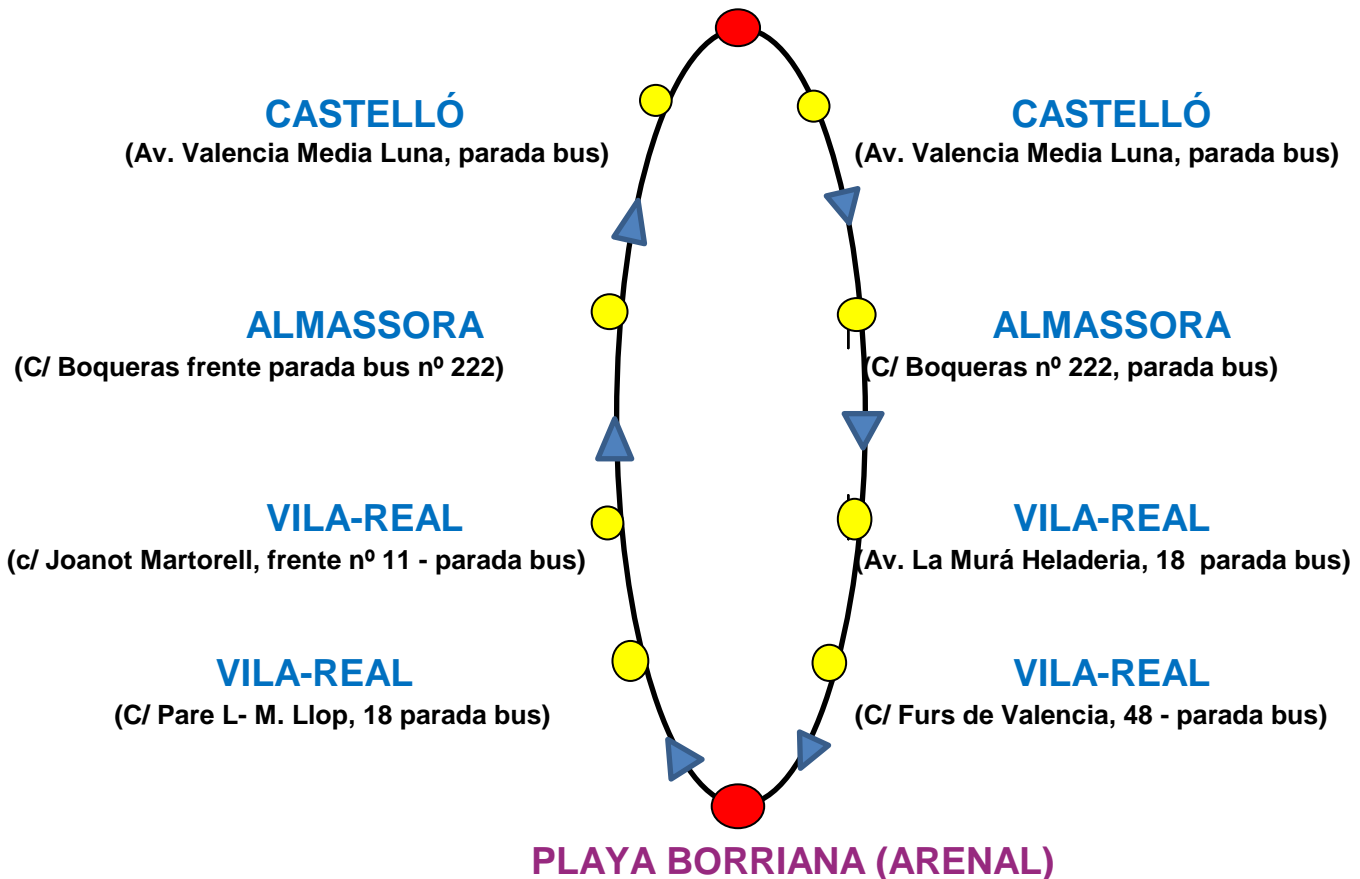 CASTELLÓ
(Av. Valencia Media Luna, parada bus)
CASTELLÓ
(Av. Valencia Media Luna, parada bus)
ALMASSORA
(C/ Boqueras frente parada bus nº 222)
ALMASSORA
(C/ Boqueras nº 222, parada bus)
VILA-REAL
(c/ Joanot Martorell, frente nº 11 - parada bus)
VILA-REAL
(Av. La Murá Heladeria, 18 parada bus)
VILA-REAL
(C/ Pare L- M. Llop, 18 parada bus)
VILA-REAL
(C/ Furs de Valencia, 48 - parada bus)
PLAYA BORRIANA (ARENAL)